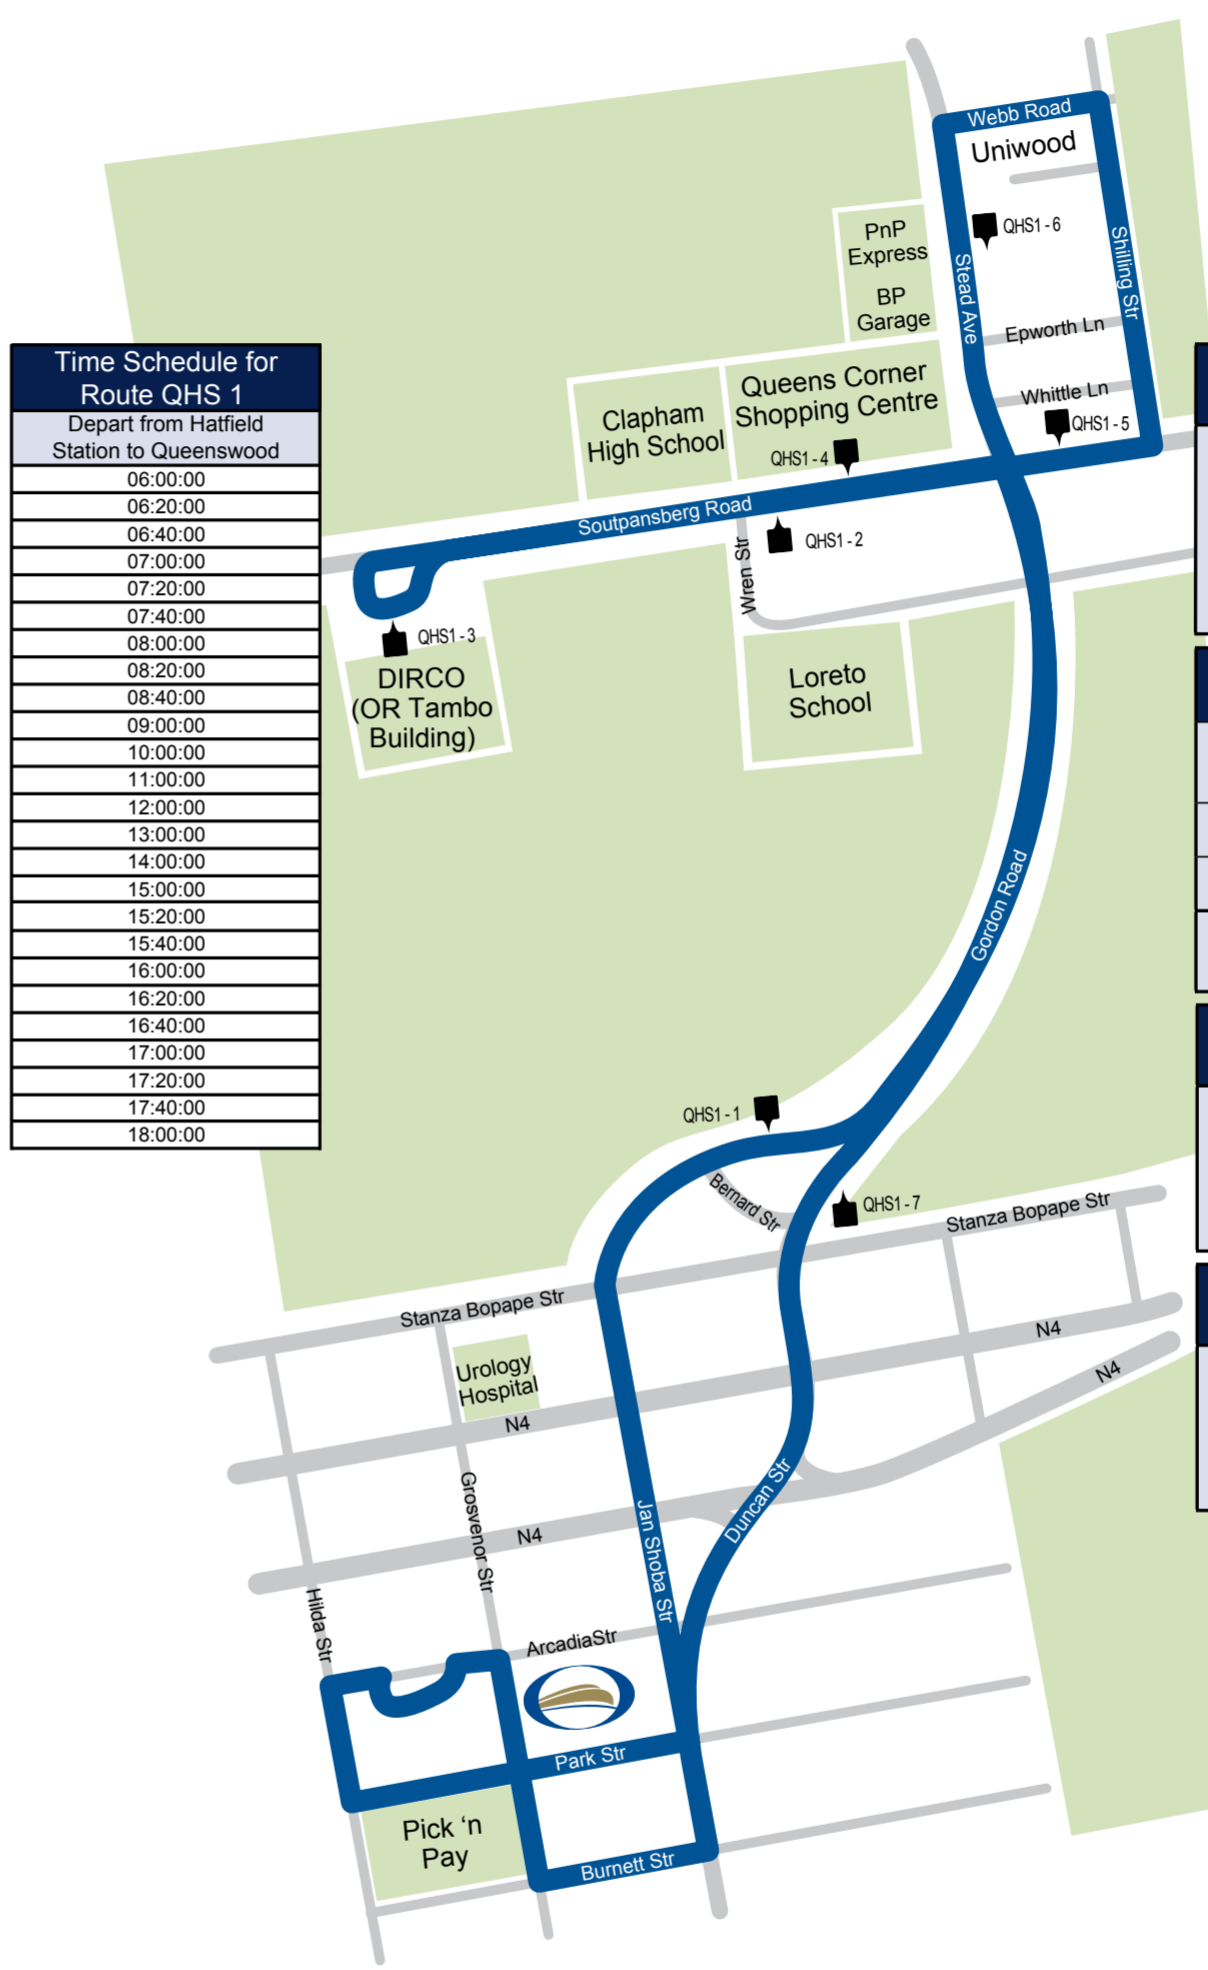 Webb Road
Uniwood
PnP
Express
QHS1 - 6
Shilling Str
Stead Ave
BP
Garage
Epworth Ln
Time Schedule for
Route QHS 1
Depart from Hatfield
Station to Queenswood
06:00:00
06:20:00
06:40:00
07:00:00
07:20:00
07:40:00
08:00:00
08:20:00
08:40:00
09:00:00
10:00:00
11:00:00
12:00:00
13:00:00
14:00:00
15:00:00
15:20:00
15:40:00
16:00:00
16:20:00
16:40:00
17:00:00
17:20:00
17:40:00
18:00:00
Queens Corner
Shopping Centre
Whittle Ln
Clapham
High School
QHS1 - 5
QHS1 - 4
Soutpansberg Road
QHS1 - 2
Wren Str
QHS1 - 3
DIRCO
(OR Tambo
Building)
Loreto
School
Gordon Road
QHS1 - 1
Bernard Str
QHS1 - 7
Stanza Bopape Str
Stanza Bopape Str
N4
Urology
Hospital
N4
N4
Grosvenor Str
Duncan Str
Jan Shoba Str
N4
Hilda Str
ArcadiaStr
Park Str
Pick ‘n
Pay
Burnett Str